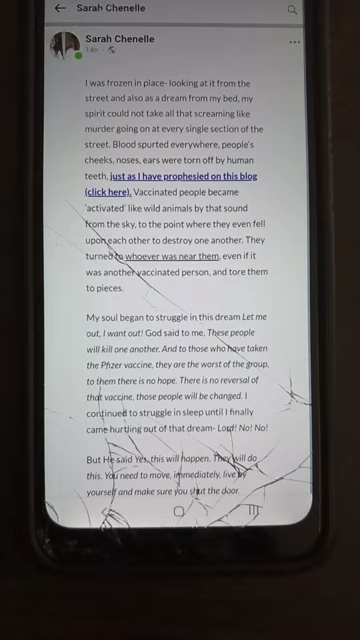 Sarah Chenelle
Sarah Chenelle
14m
I was frozen in place- looking at it from the
street and also as a dream from my bed, my
spirit could not take all that screaming like
murder going on at every single section of the
street. Blood spurted everywhere, people's
cheeks, noses, ears were torn off by human
teeth, just as I have prophesied on this blog
(click here). Vaccinated people became
'activated' like wild animals by that sound
from the sky, to the point where they even fell
upon each other to destroy one another. They
turned to whoever was near them, even if it
was another vaccinated person, and tore them
to pieces.
My soul began to struggle in this dream Let me
out, I want out! God said to me, These people
will kill one another. And to those who have taken
the Pfizer vaccine, they are the worst of the group,
to them there is no hope. There is no reversal of
that vaccine, those people will be changed. I
continued to struggle in sleep until I finally
came hurtling out of that dream- Lord! No! No!
But He said Yes, this will happen. They will do
this. You need to move, immediately, live by
yourself and make sure you shut the door.